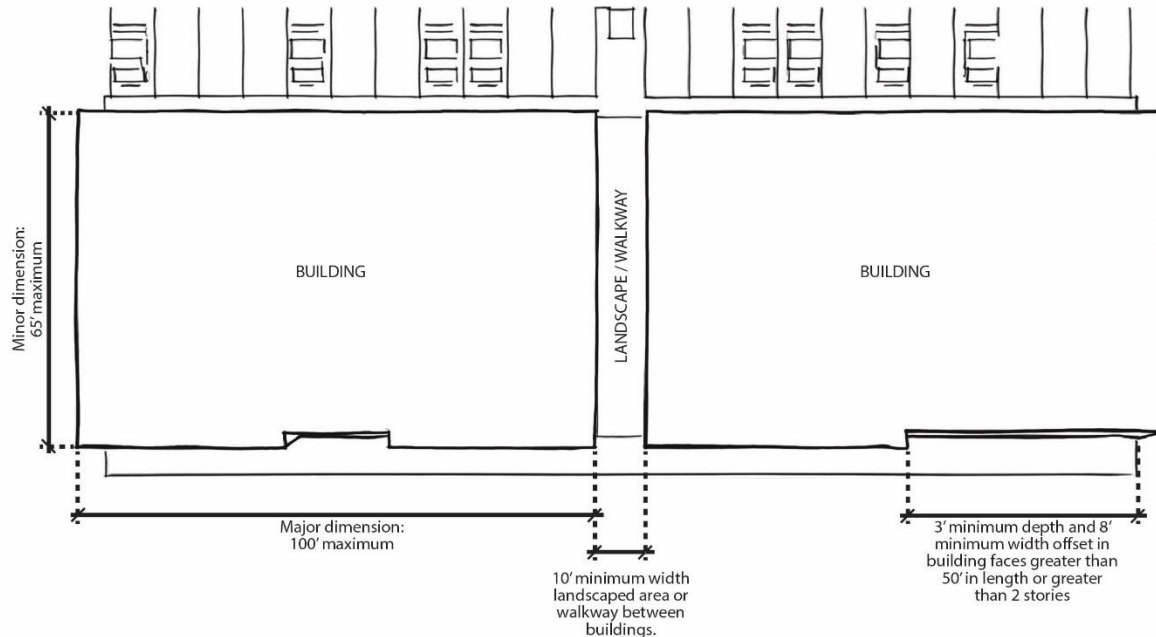 Minor dimension:
65' maximum
BUILDING
LANDSCAPE / WALKWAY
BUILDING
Major dimension:
100' maximum
10' minimum width
landscaped area or
walkway between
buildings.
3' minimum depth and 8'
minimum width offset in
building faces greater than
50' in length or greater
than 2 stories